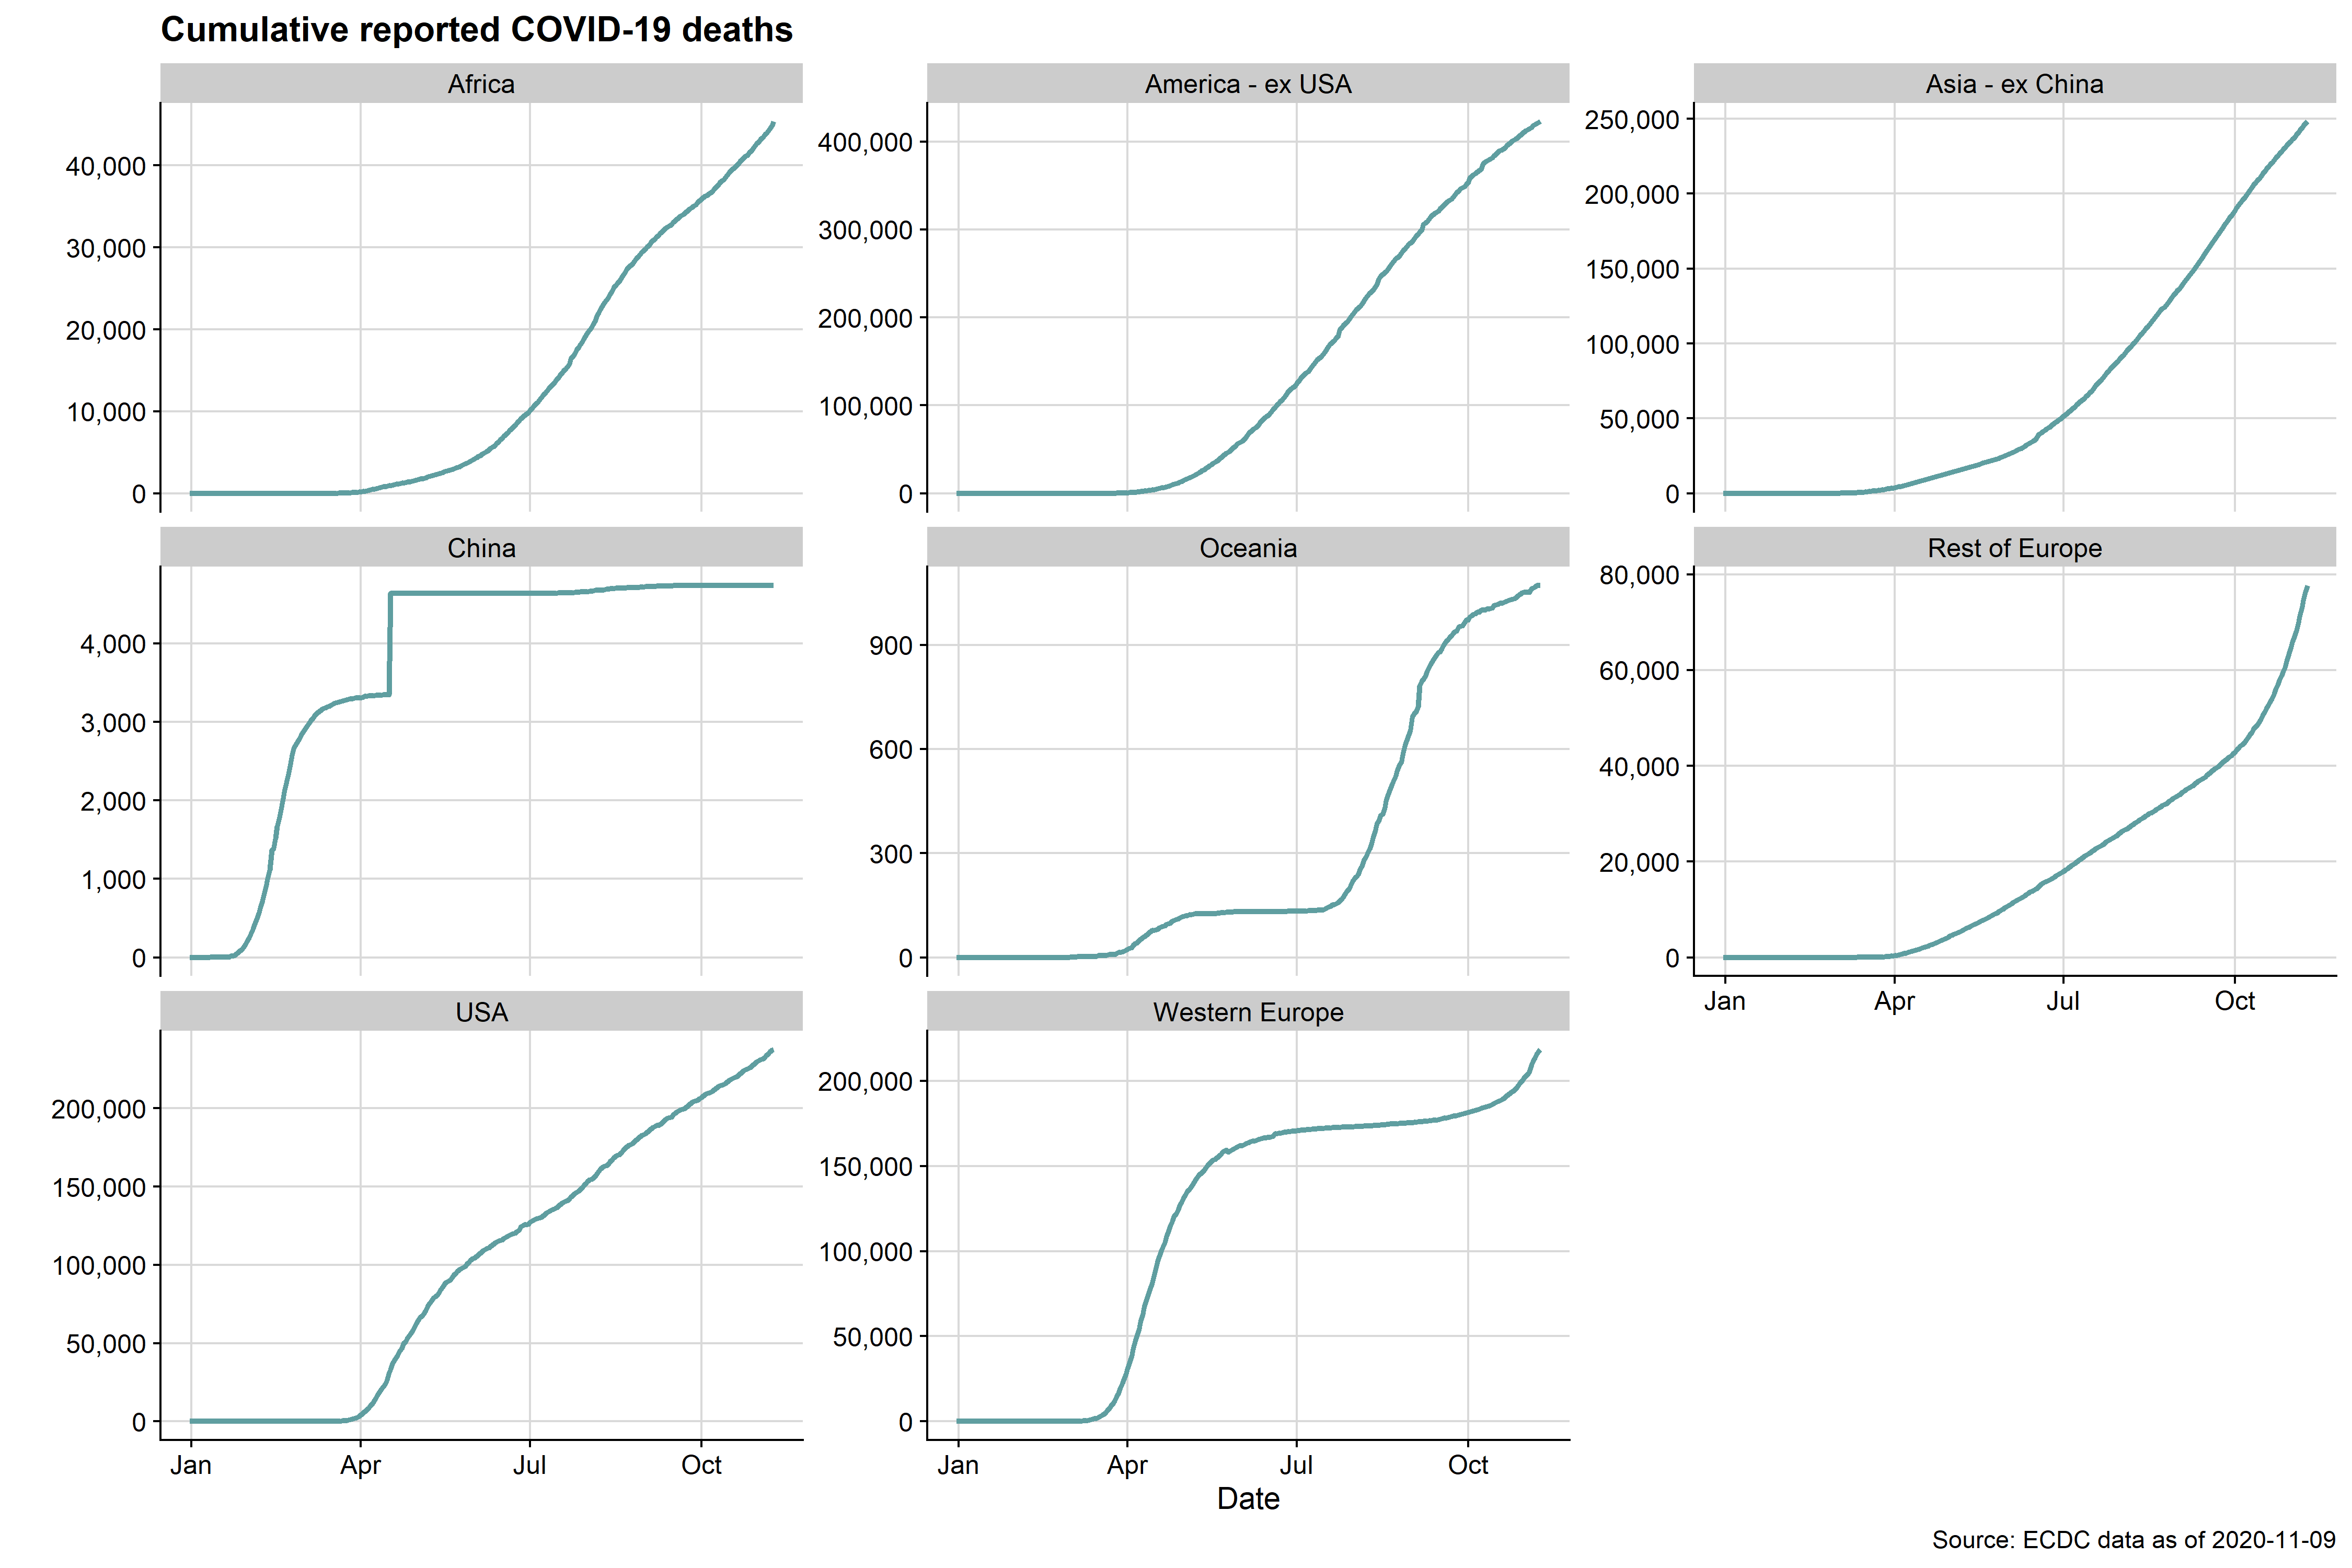 Cumulative reported COVID-19 deaths
Africa
America - ex USA
Asia - ex China
40,000
30,000
20,000
10,000
0
400,000
300,000
200,000
100,000
0
250,000
200,000
150,000
100,000
50,000
0
China
Oceania
Rest of Europe
4,000
3,000
2,000
1,000
0
900
600
300
0
80,000
60,000
40,000
20,000
0
Jan Apr Jul Oct
USA
Western Europe
200,000
150,000
100,000
50,000
0
200,000
150,000
100,000
50,000
0
Jan Apr Jul Oct
Jan Apr Jul Oct
Date
Source: ECDC data as of 2020-11-09